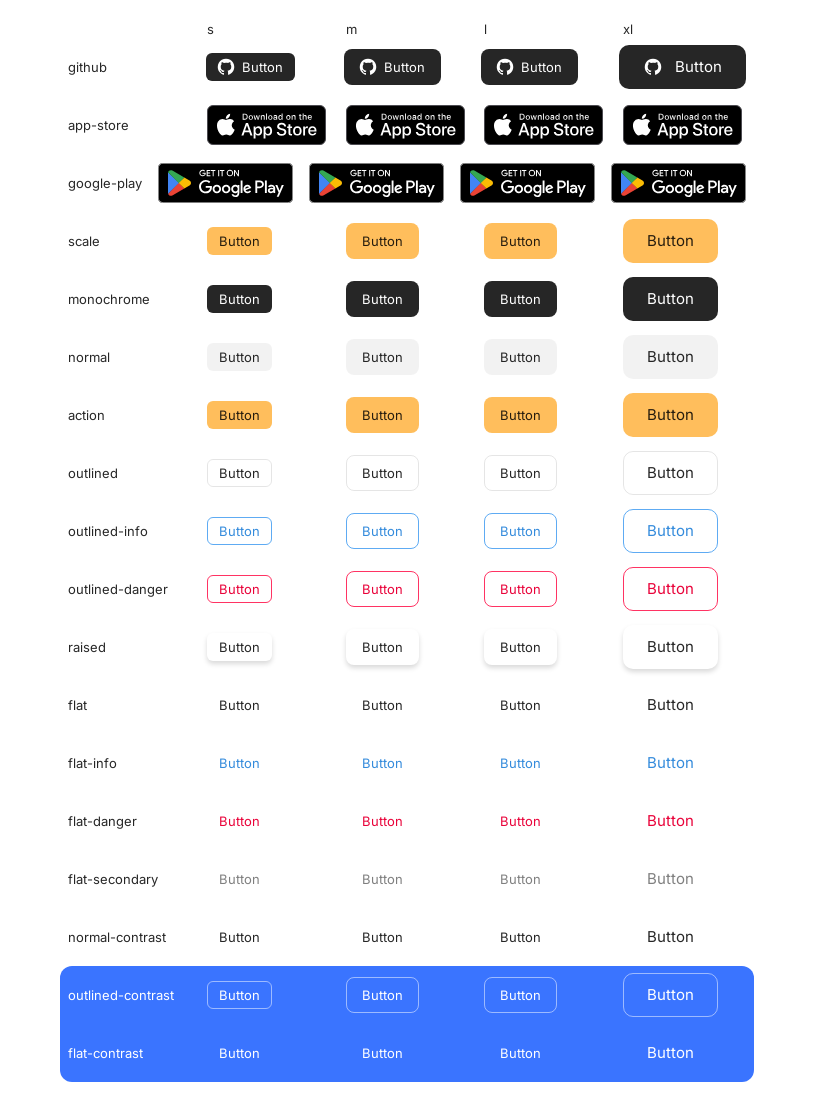 s m l xl
github Button Button Button Button
app-store Download on the App Store Download on the App Store Download on the App Store Download on the App Store
google-play GET IT ON Google Play GET IT ON Google Play GET IT ON Google Play GET IT ON Google Play
scale Button Button Button Button
monochrome Button Button Button Button
normal Button Button Button Button
action Button Button Button Button
outlined Button Button Button Button
outlined-info Button Button Button Button
outlined-danger Button Button Button Button
raised Button Button Button Button
flat Button Button Button Button
flat-info Button Button Button Button
flat-danger Button Button Button Button
flat-secondary Button Button Button Button
normal-contrast Button Button Button Button
outlined-contrast Button Button Button Button
flat-contrast Button Button Button Button